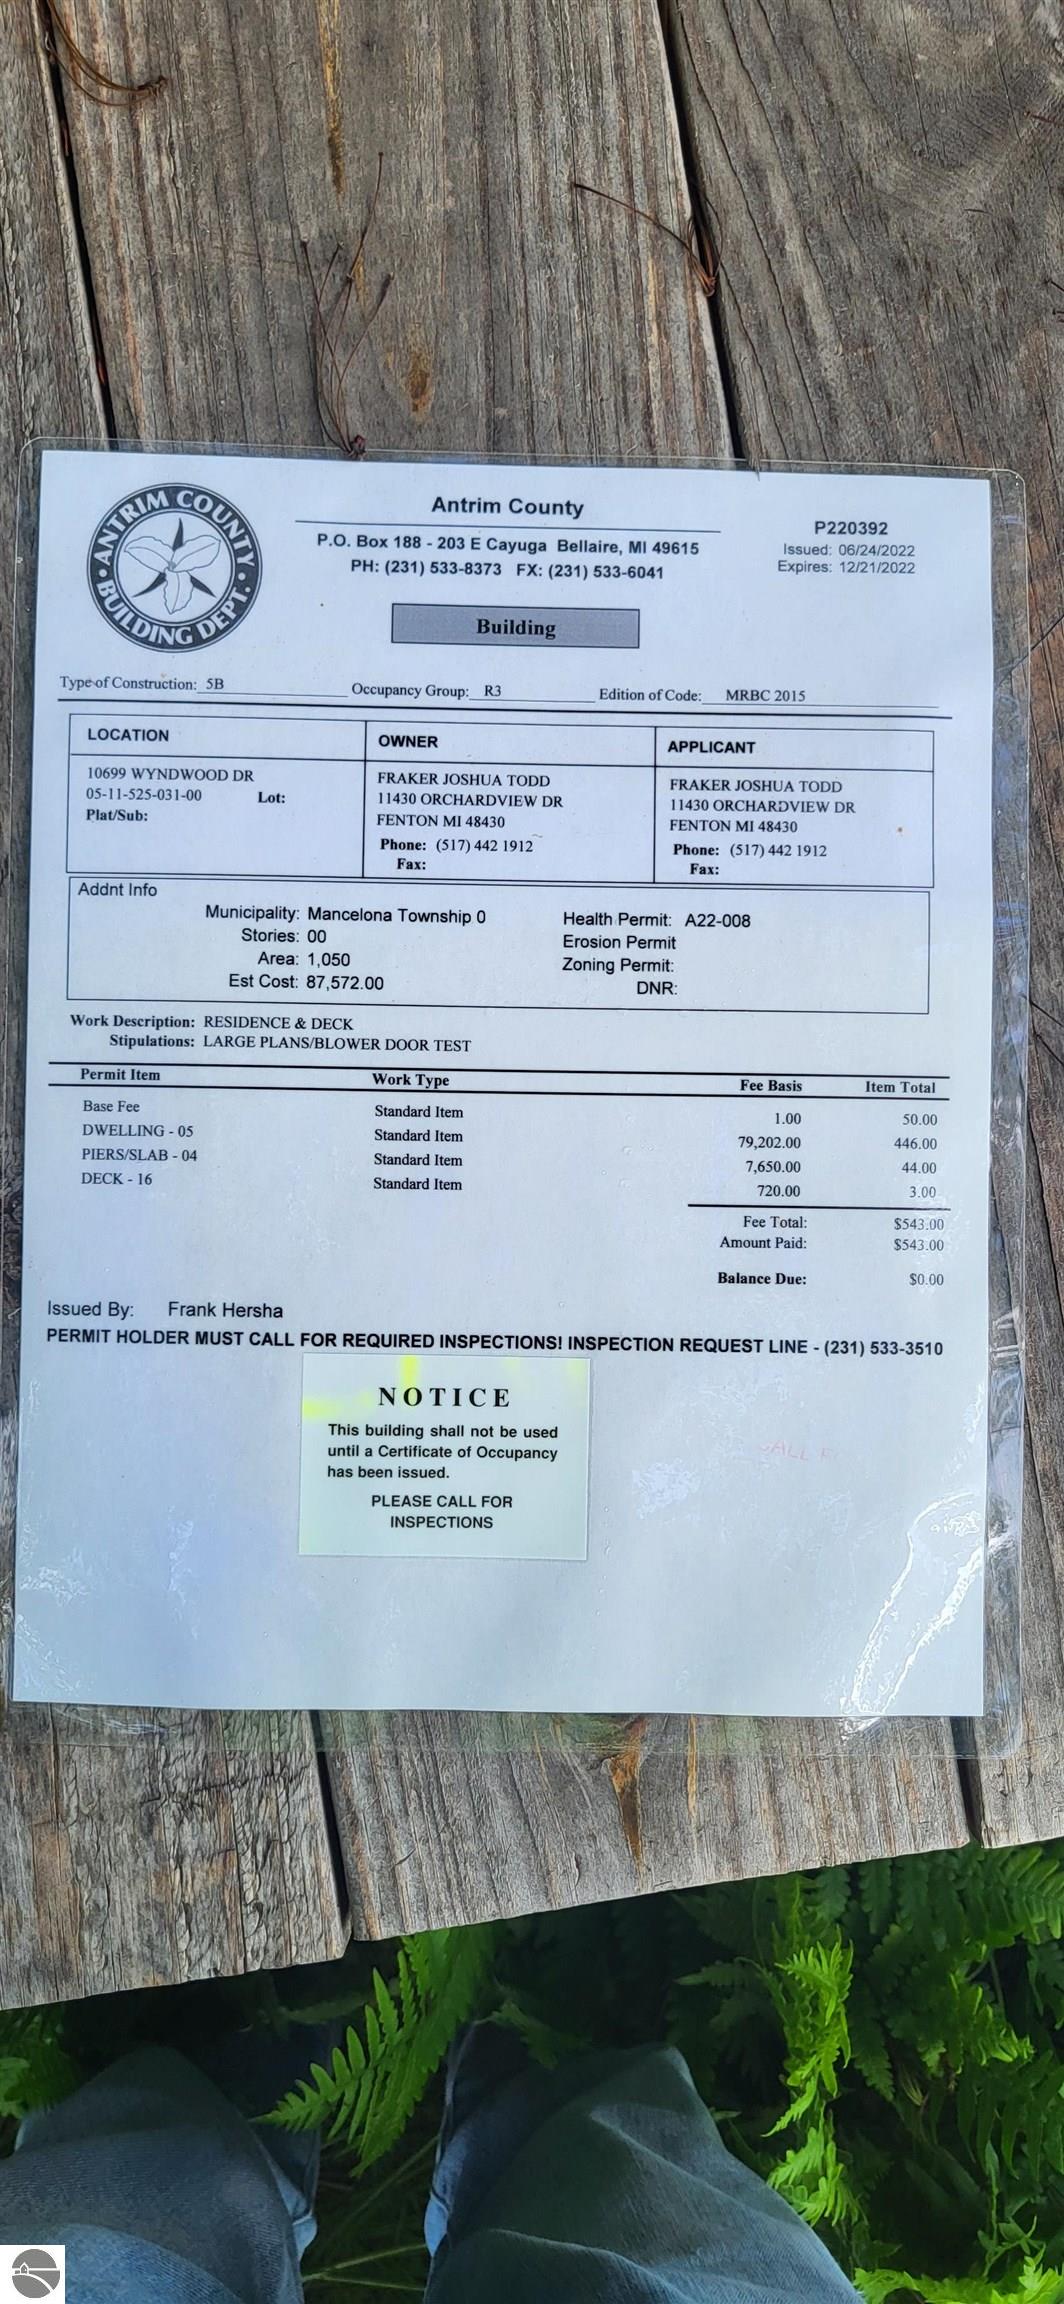 ANTRIM COUNTY
BUILDING DEPT.
Antrim County
P.O. Box 188 - 203 E Cayuga Bellaire, MI 49615
PH: (231) 533-8373 FX: (231) 533-6041
P220392
Issued: 06/24/2022
Expires: 12/21/2022
Building
Type of Construction: 5B Occupancy Group: R3 Edition of Code: MRBC 2015
LOCATION
10699 WYNDWOOD DR
05-11-525-031-00 Lot:
Plat/Sub:
OWNER
FRAKER JOSHUA TODD
11430 ORCHARDVIEW DR
FENTON MI 48430
Phone: (517) 442 1912
Fax:
APPLICANT
FRAKER JOSHUA TODD
11430 ORCHARDVIEW DR
FENTON MI 48430
Phone: (517) 442 1912
Fax:
Addnt Info
Municipality: Mancelona Township 0
Stories: 00
Area: 1,050
Est Cost: 87,572.00
Health Permit: A22-008
Erosion Permit
Zoning Permit:
DNR:
Work Description: RESIDENCE & DECK
Stipulations: LARGE PLANS/BLOWER DOOR TEST
Permit Item Work Type Fee Basis Item Total
Base Fee Standard Item 1.00 50.00
DWELLING - 05 Standard Item 79,202.00 446.00
PIERS/SLAB - 04 Standard Item 7,650.00 44.00
DECK - 16 Standard Item 720.00 3.00
Fee Total: $543.00
Amount Paid: $543.00
Balance Due: $0.00
Issued By: Frank Hersha
PERMIT HOLDER MUST CALL FOR REQUIRED INSPECTIONS! INSPECTION REQUEST LINE - (231) 533-3510
NOTICE
This building shall not be used
until a Certificate of Occupancy
has been issued.
PLEASE CALL FOR
INSPECTIONS